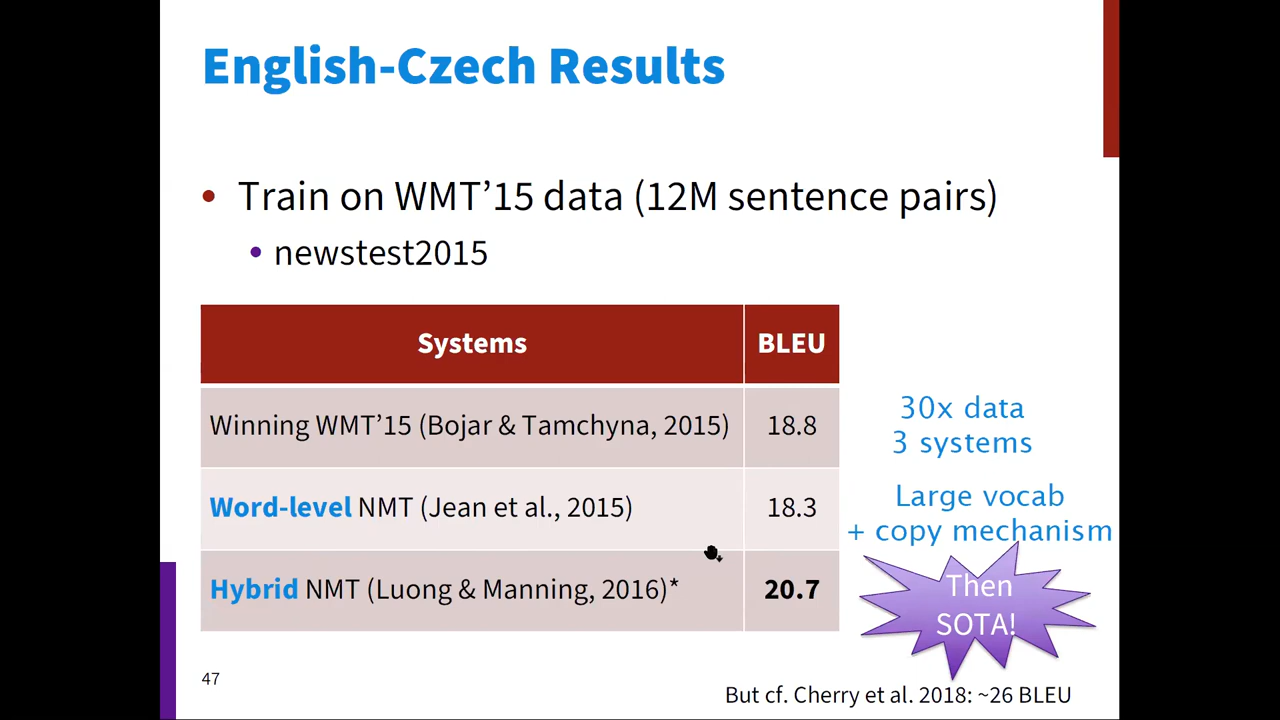 English-Czech Results
• Train on WMT’15 data (12M sentence pairs)
• newstest2015
Systems BLEU
Winning WMT’15 (Bojar & Tamchyna, 2015) 18.8
30x data
3 systems
Word-level NMT (Jean et al., 2015) 18.3
Large vocab
+ copy mechanism
Hybrid NMT (Luong & Manning, 2016)* 20.7
Then
SOTA!
47
But cf. Cherry et al. 2018: ~26 BLEU